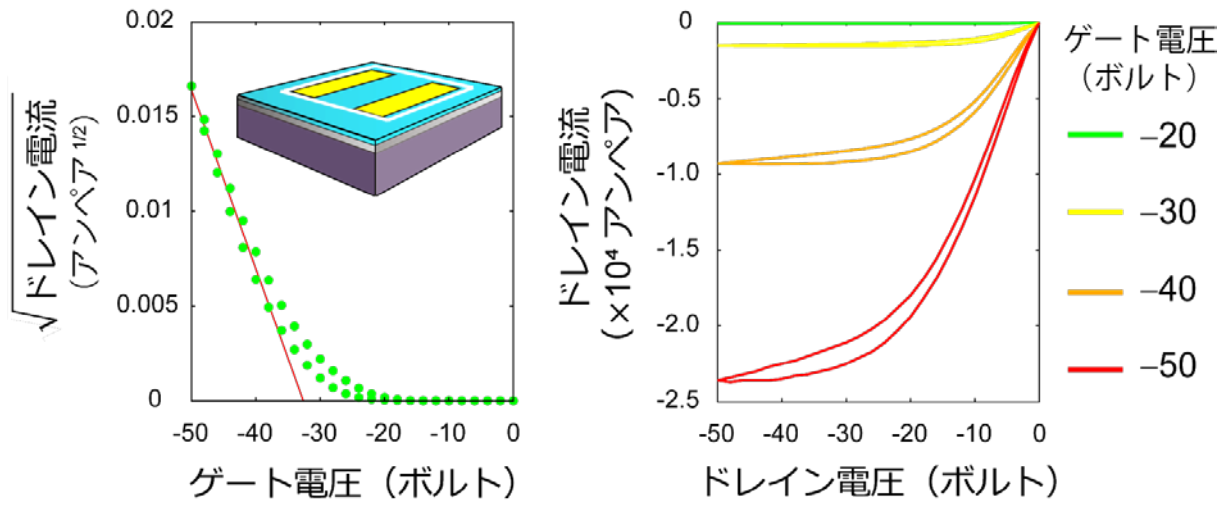 0.02
0.015
0.01
0.005
0
-50 -40 -30 -20 -10 0
ゲート電圧（ボルト）
√ドレイン電流
（アンペア 1/2）
0
-0.5
-1.0
-1.5
-2.0
-2.5
-50 -40 -30 -20 -10 0
ドレイン電圧（ボルト）
ドレイン電流
（×10⁴ アンペア）
ゲート電圧
（ボルト）
–20
–30
–40
–50